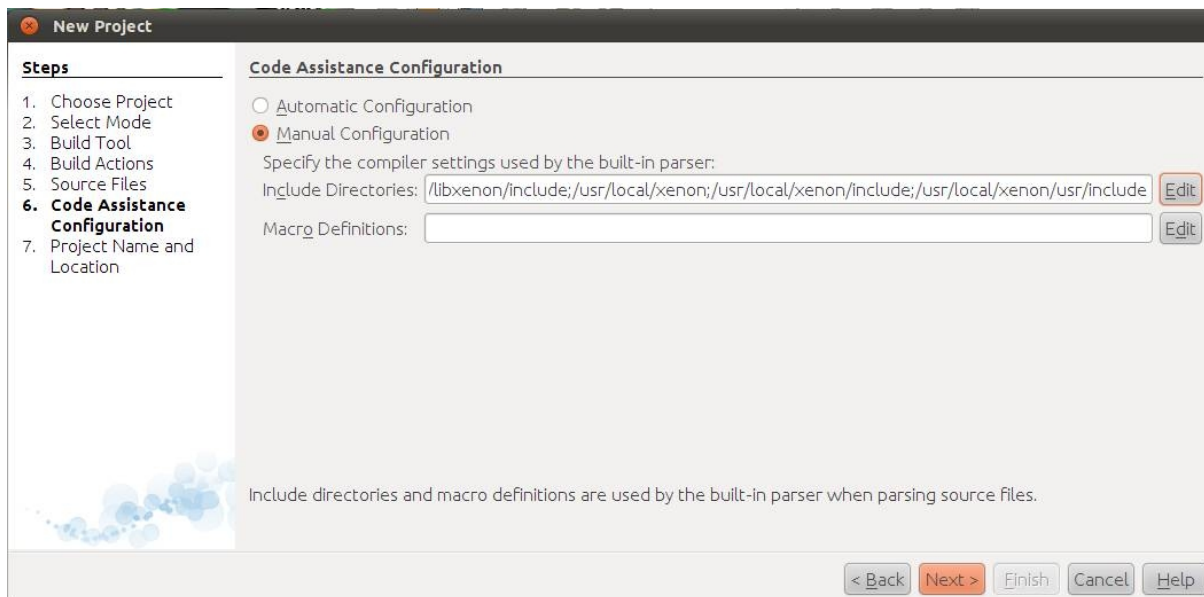 New Project
Steps
1. Choose Project
2. Select Mode
3. Build Tool
4. Build Actions
5. Source Files
6. Code Assistance
Configuration
7. Project Name and
Location
Code Assistance Configuration
Automatic Configuration
Manual Configuration
Specify the compiler settings used by the built-in parser:
Include Directories: /libxenon/include;/usr/local/xenon;/usr/local/xenon/include;/usr/local/xenon/usr/include Edit
Macro Definitions: Edit
Include directories and macro definitions are used by the built-in parser when parsing source files.
< Back Next > Finish Cancel Help